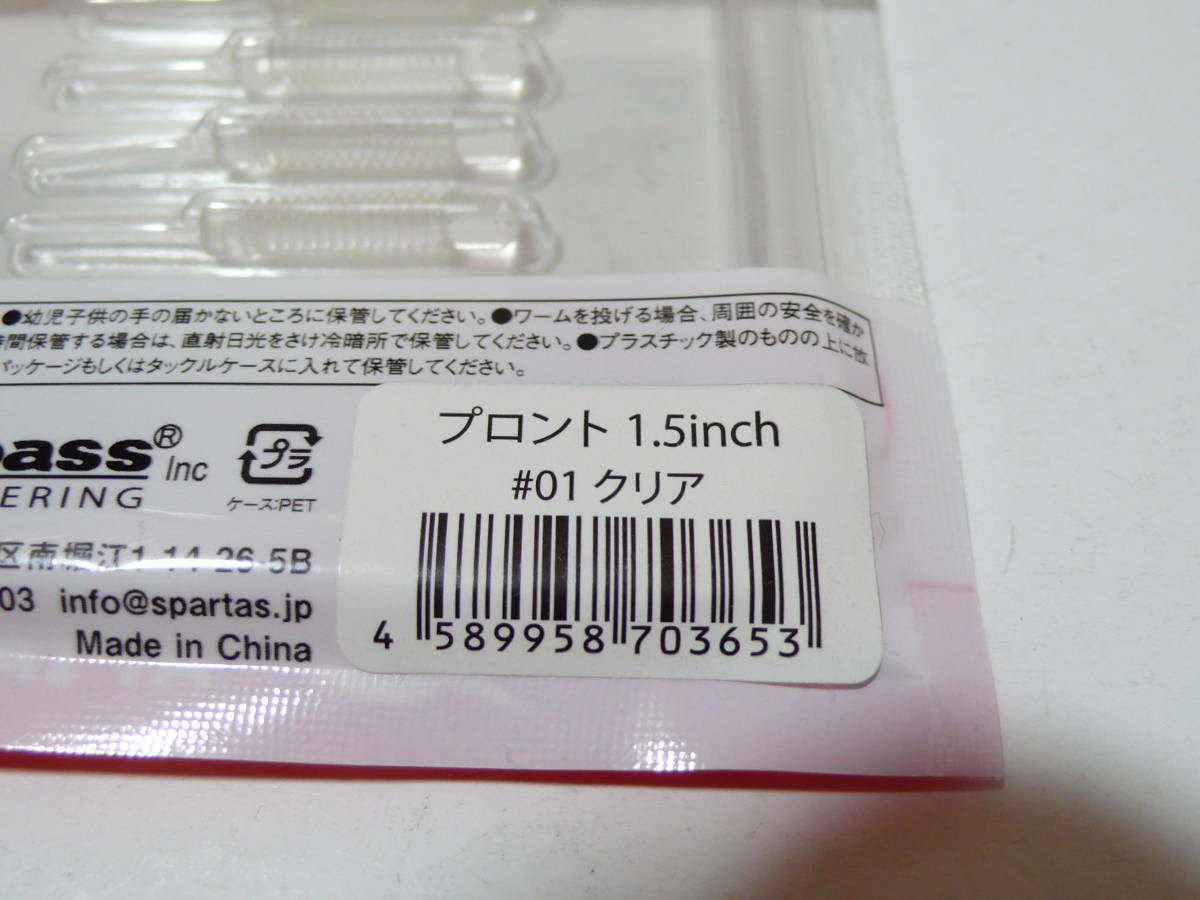 ●幼児子供の手の届かないところに保管してください。●ワームを投げる場合、周囲の安全を確か
間保管する場合は、直射日光をさけ冷暗所で保管してください。●プラスチック製のものの上に放
パッケージもしくはタックルケースに入れて保管してください。
bass® Inc
ERING
プラ
ケース:PET
区南堀江1-14-26-5B
03 info@spartas.jp
Made in China
プロント 1.5inch
#01 クリア
4 589958 703653